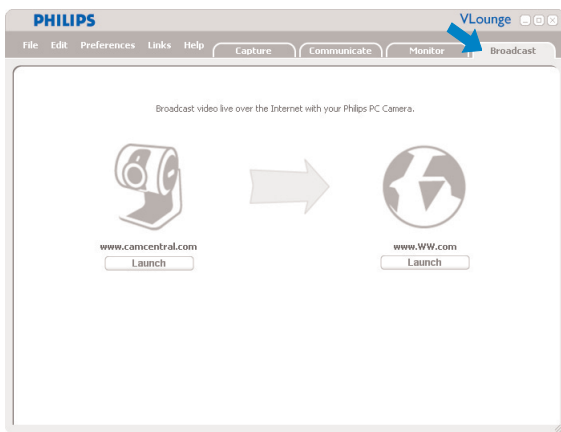 PHILIPS
VLounge
File Edit Preferences Links Help Capture Communicate Monitor Broadcast
Broadcast video live over the Internet with your Philips PC Camera.
www.camcentral.com
Launch
www.WW.com
Launch